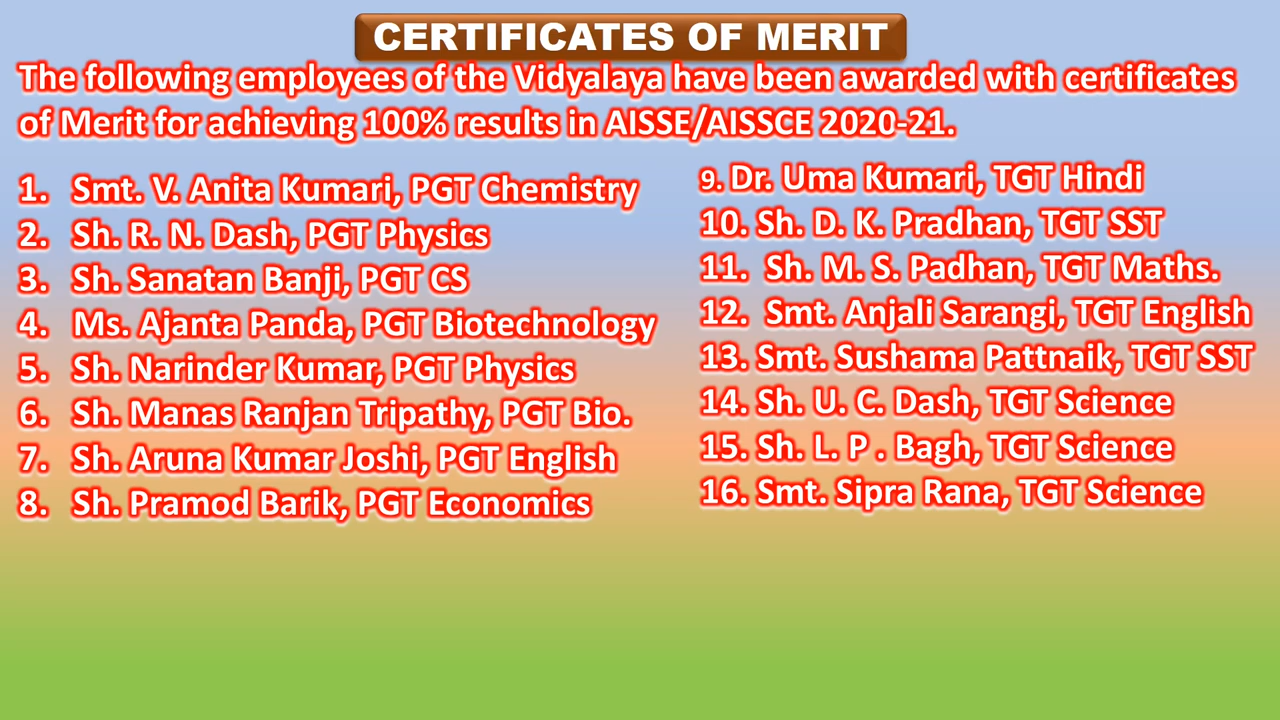 CERTIFICATES OF MERIT
The following employees of the Vidyalaya have been awarded with certificates
of Merit for achieving 100% results in AISSE/AISSCE 2020-21.
1. Smt. V. Anita Kumari, PGT Chemistry
2. Sh. R. N. Dash, PGT Physics
3. Sh. Sanatan Banji, PGT CS
4. Ms. Ajanta Panda, PGT Biotechnology
5. Sh. Narinder Kumar, PGT Physics
6. Sh. Manas Ranjan Tripathy, PGT Bio.
7. Sh. Aruna Kumar Joshi, PGT English
8. Sh. Pramod Barik, PGT Economics
9. Dr. Uma Kumari, TGT Hindi
10. Sh. D. K. Pradhan, TGT SST
11. Sh. M. S. Padhan, TGT Maths.
12. Smt. Anjali Sarangi, TGT English
13. Smt. Sushama Pattnaik, TGT SST
14. Sh. U. C. Dash, TGT Science
15. Sh. L. P . Bagh, TGT Science
16. Smt. Sipra Rana, TGT Science